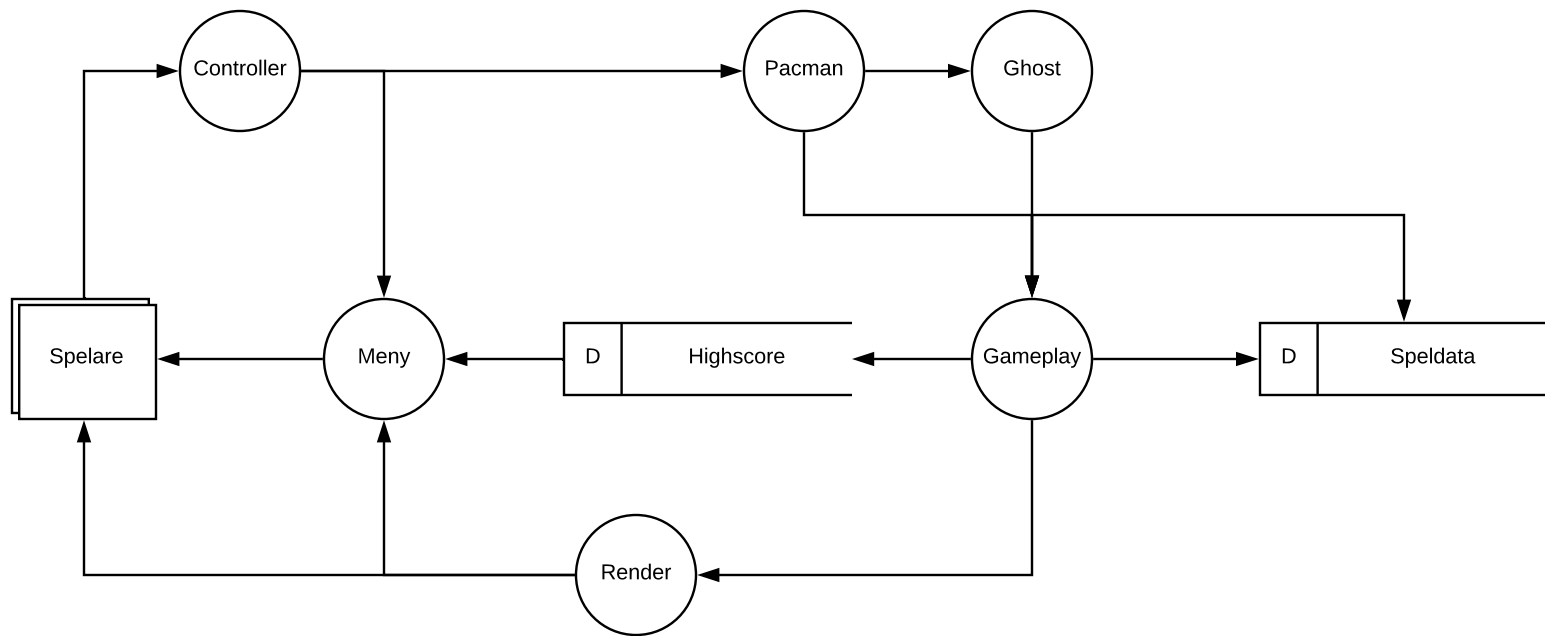 Controller
Pacman
Ghost
Spelare
Meny
D
Highscore
Gameplay
D
Speldata
Render